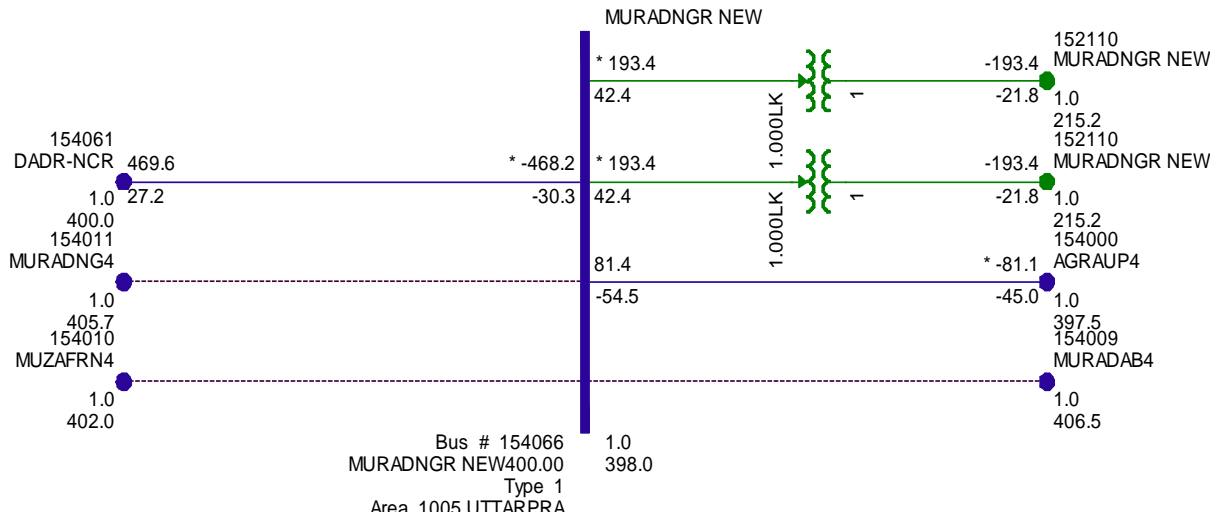 MURADNGR NEW
152110
MURADNGR NEW
* 193.4
-193.4
42.4
-21.8
1.0
215.2
1.000LK
1
154061
DADR-NCR
469.6
* -468.2
27.2
-30.3
1.0
400.0
152110
MURADNGR NEW
* 193.4
-193.4
42.4
-21.8
1.0
215.2
1.000LK
1
154011
MURADNG4
1.0
405.7
154000
AGRAUP4
81.4
* -81.1
-54.5
-45.0
1.0
397.5
154010
MUZAFRN4
1.0
402.0
154009
MURADAB4
1.0
406.5
Bus # 154066
1.0
MURADNGR NEW400.00
398.0
Type 1
Area 1005 UTTARPRA